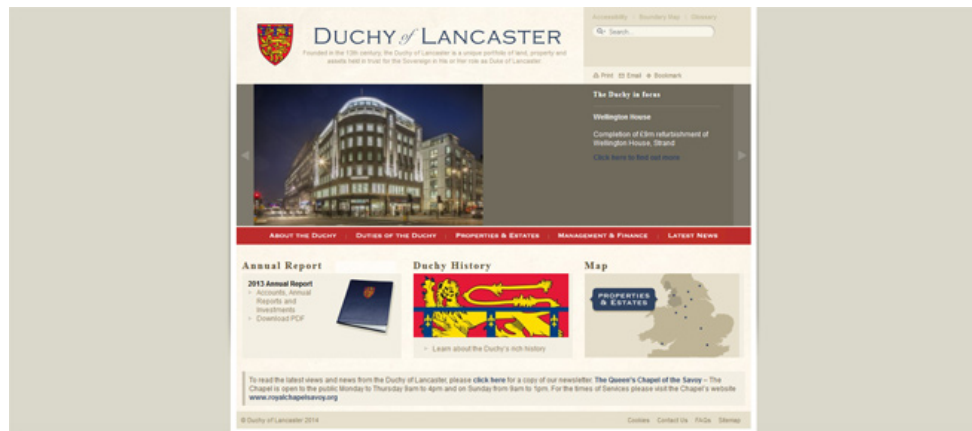 Accessibility | Boundary Map | Glossary
DUCHY of LANCASTER
Search...
Founded in the 13th century, the Duchy of Lancaster is a unique portfolio of land, property and
assets held in trust for the Sovereign in His or Her role as Duke of Lancaster.
Print Email Bookmark
The Duchy in focus
Wellington House
Completion of £9m refurbishment of
Wellington House, Strand
Click here to find out more
ABOUT THE DUCHY | DUTIES OF THE DUCHY | PROPERTIES & ESTATES | MANAGEMENT & FINANCE | LATEST NEWS
Annual Report
2013 Annual Report
Accounts, Annual
Reports and
Investments
Download PDF
Duchy History
Learn about the Duchy's rich history
Map
PROPERTIES
& ESTATES
To read the latest views and news from the Duchy of Lancaster, please click here for a copy of our newsletter. The Queen's Chapel of the Savoy – The
Chapel is open to the public Monday to Thursday 9am to 4pm and on Sunday from 9am to 1pm. For the times of Services please visit the Chapel's website
www.royalchapelsavoy.org
© Duchy of Lancaster 2014
Cookies Contact Us FAQs Sitemap